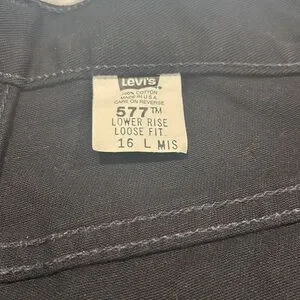 Levi's
100% COTTON
MADE IN U.S.A.
CARE ON REVERSE
577™
LOWER RISE
LOOSE FIT
16 L MIS